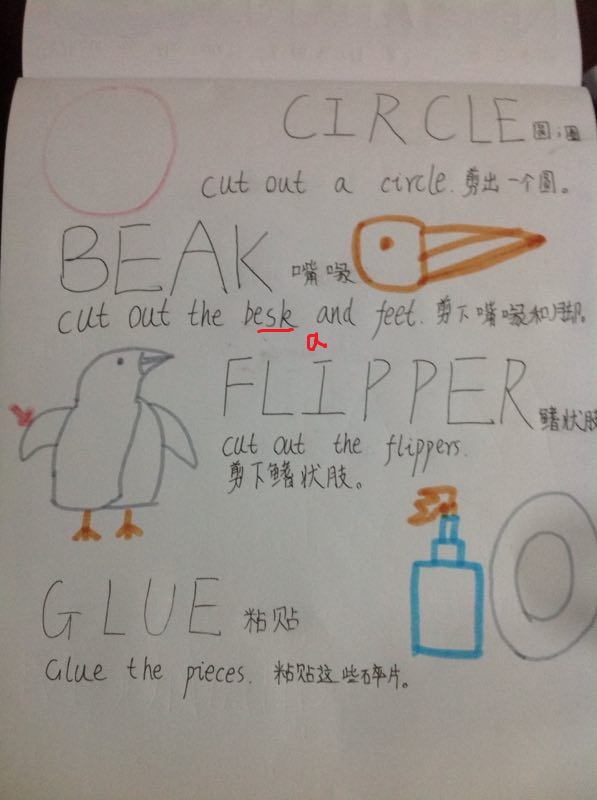 CIRCLE 圆;圈
cut out a circle. 剪出一个圆。
BEAK 嘴喙
cut out the besk and feet. 剪下嘴喙和脚。
a
FLIPPER 鳍状肢
cut out the flippers.
剪下鳍状肢。
GLUE 粘贴
Glue the pieces. 粘贴这些碎片。